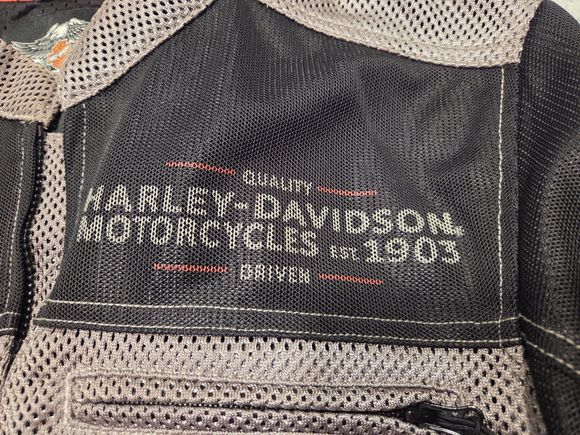 QUALITY
HARLEY-DAVIDSON®
MOTORCYCLES EST. 1903
DRIVEN